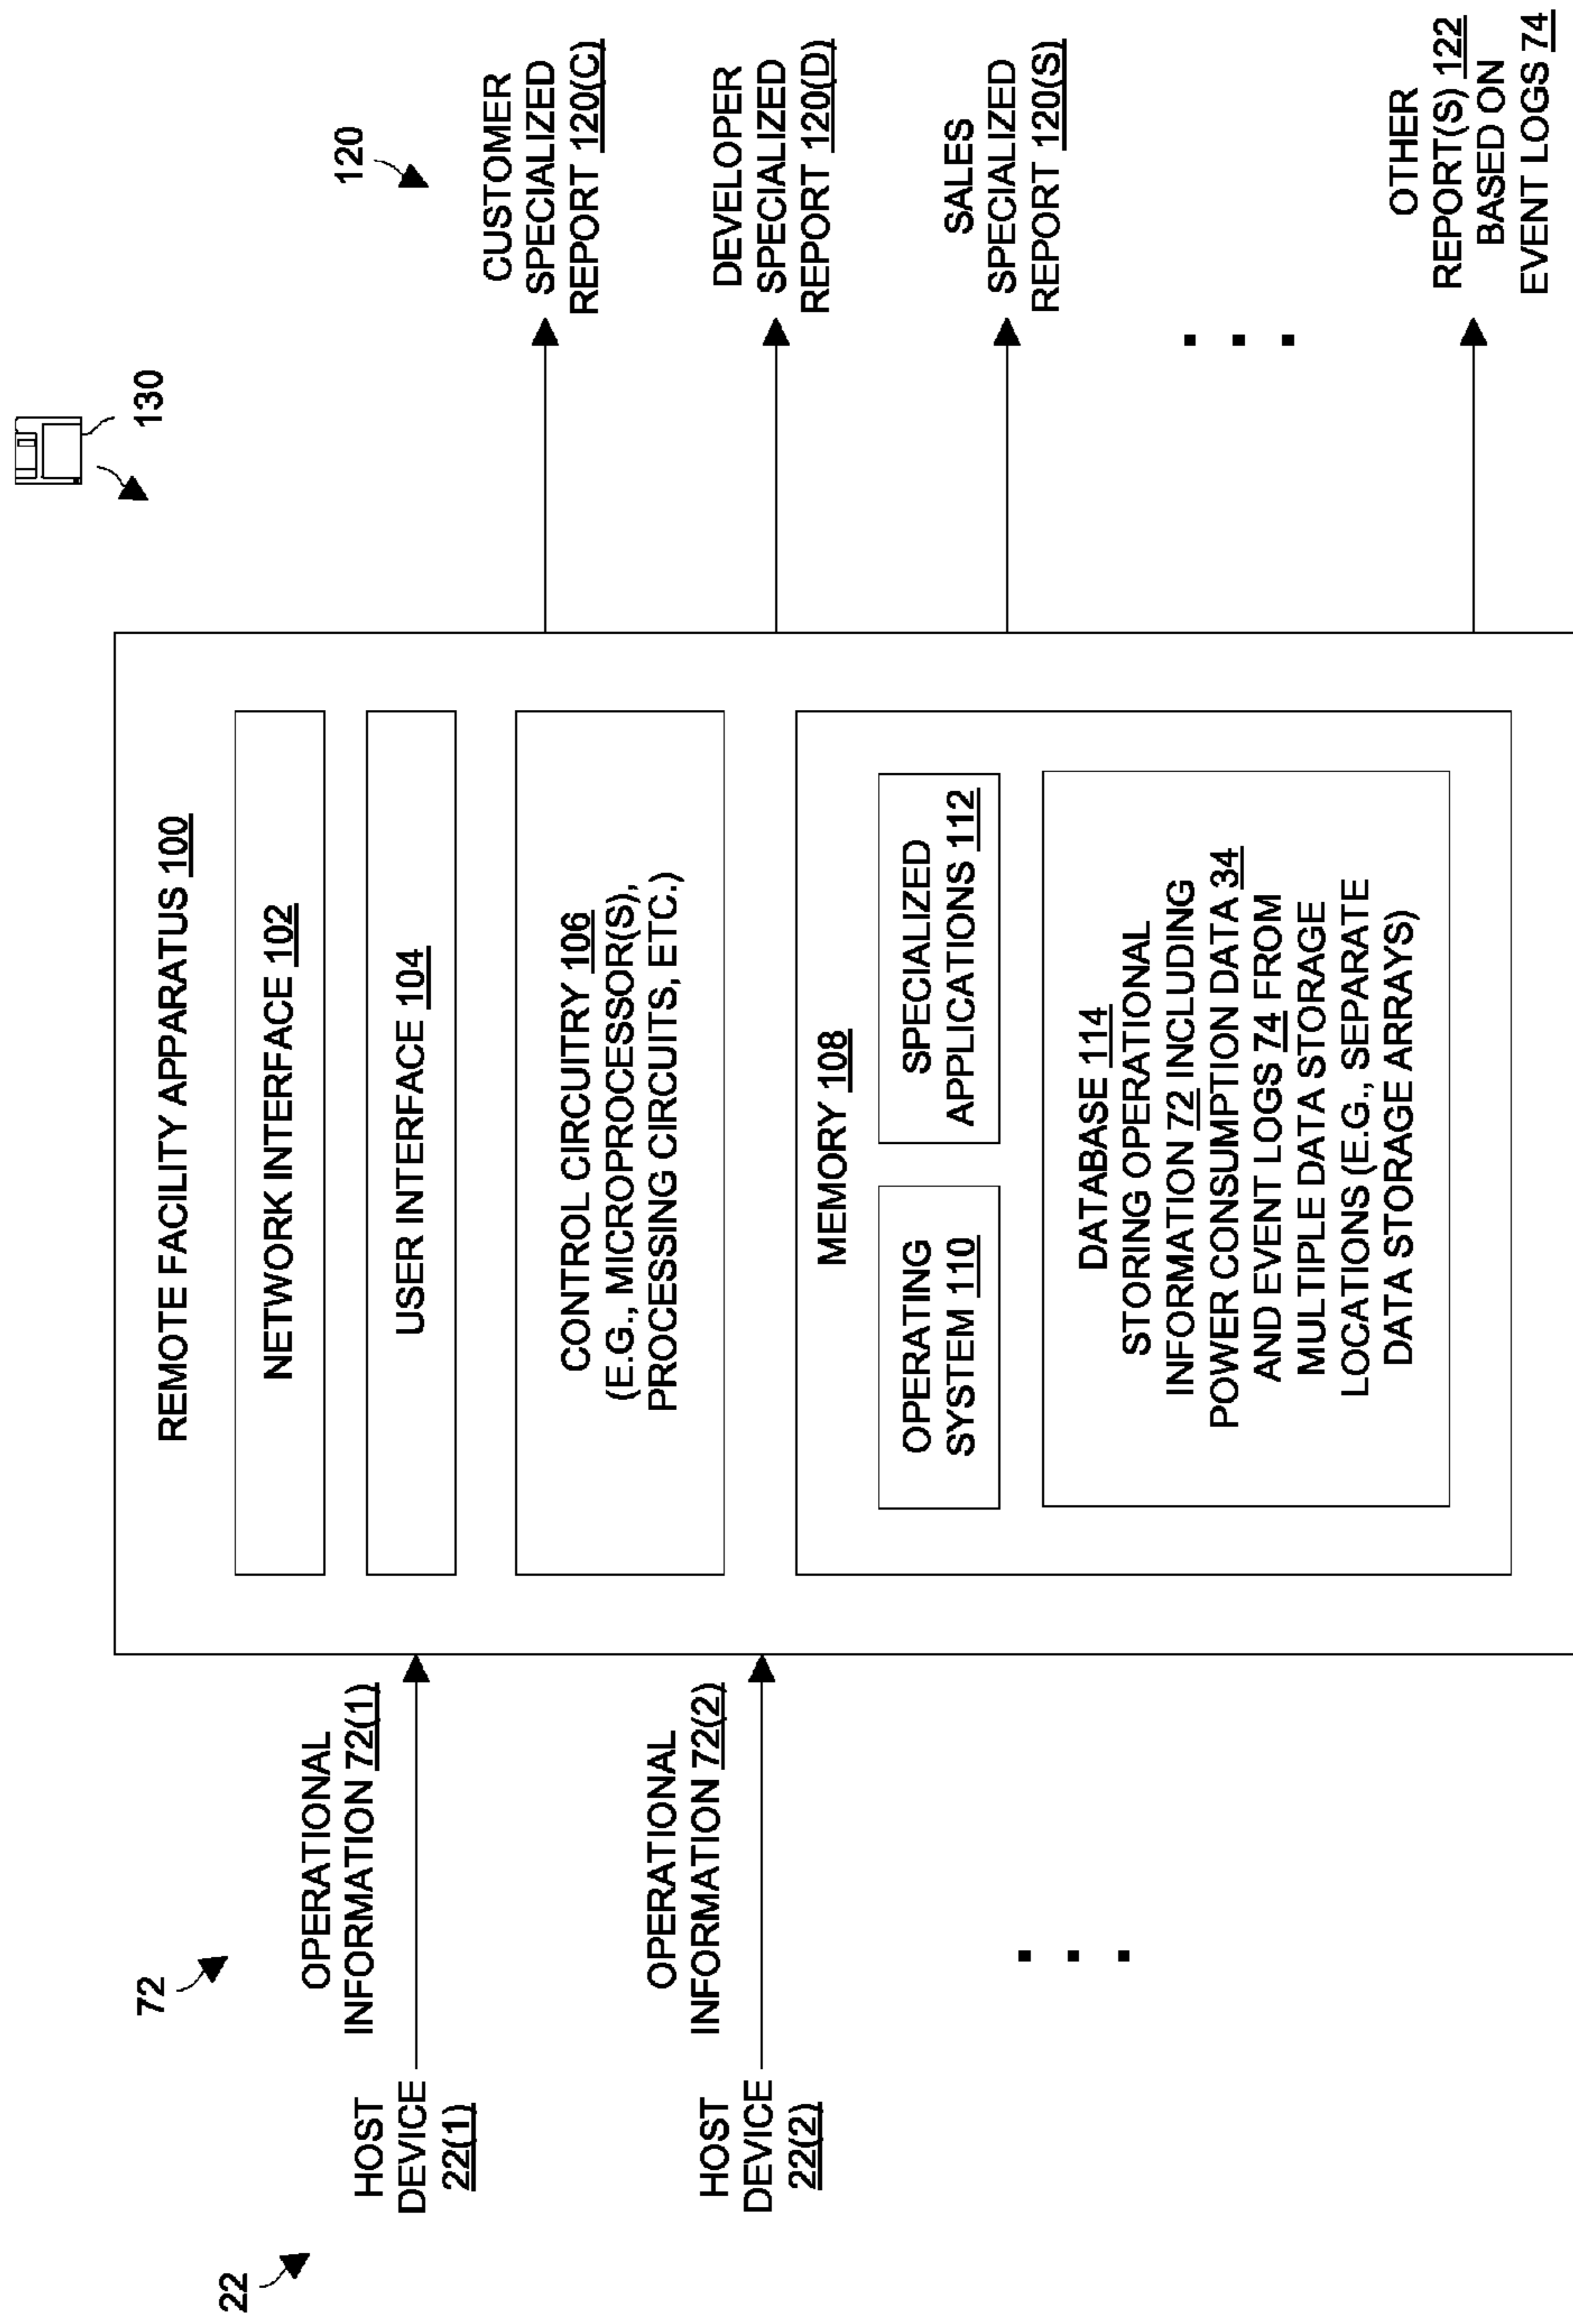 22
72
HOST
DEVICE
22(1)
OPERATIONAL
INFORMATION 72(1)
HOST
DEVICE
22(2)
OPERATIONAL
INFORMATION 72(2)
REMOTE FACILITY APPARATUS 100
NETWORK INTERFACE 102
USER INTERFACE 104
CONTROL CIRCUITRY 106
(E.G., MICROPROCESSOR(S),
PROCESSING CIRCUITS, ETC.)
MEMORY 108
OPERATING
SYSTEM 110
SPECIALIZED
APPLICATIONS 112
DATABASE 114
STORING OPERATIONAL
INFORMATION 72 INCLUDING
POWER CONSUMPTION DATA 34
AND EVENT LOGS 74 FROM
MULTIPLE DATA STORAGE
LOCATIONS (E.G., SEPARATE
DATA STORAGE ARRAYS)
130
120
CUSTOMER
SPECIALIZED
REPORT 120(C)
DEVELOPER
SPECIALIZED
REPORT 120(D)
SALES
SPECIALIZED
REPORT 120(S)
OTHER
REPORT(S) 122
BASED ON
EVENT LOGS 74